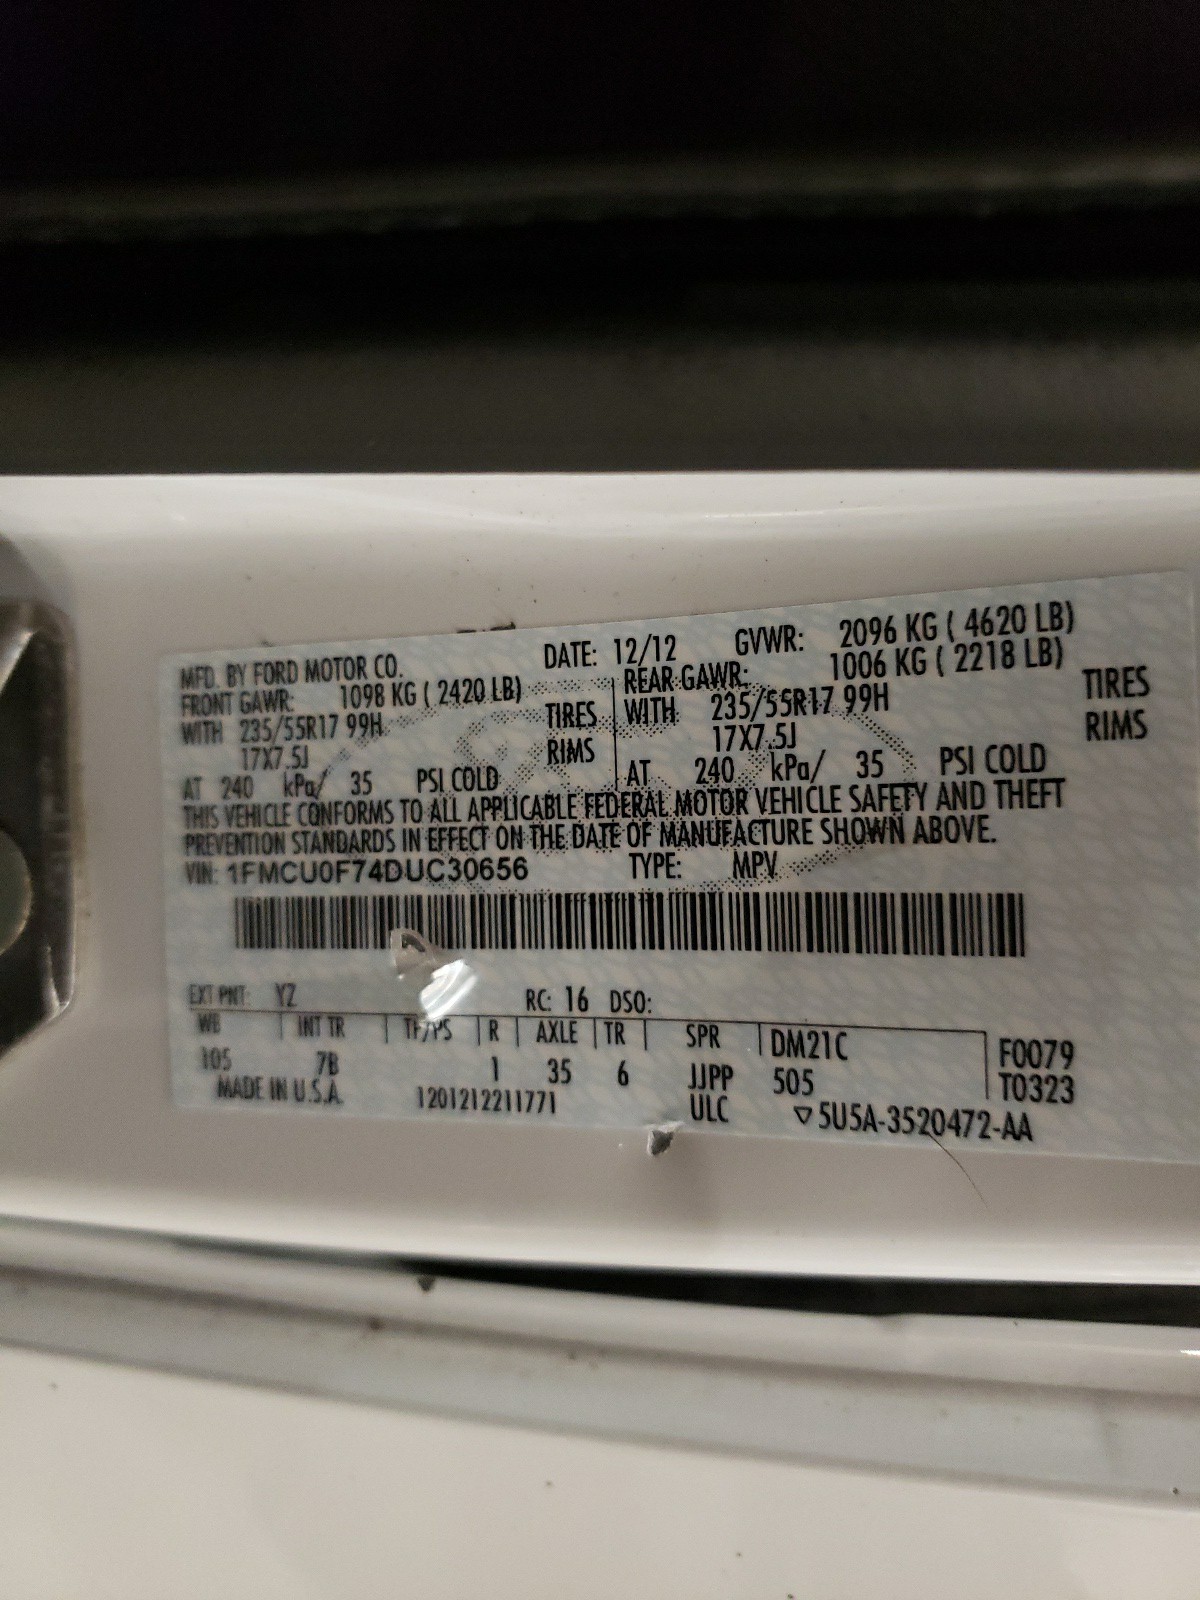 MFD. BY FORD MOTOR CO. DATE: 12/12 GVWR: 2096 KG ( 4620 LB)
FRONT GAWR: 1098 KG ( 2420 LB) REAR GAWR: 1006 KG ( 2218 LB)
WITH 235/55R17 99H TIRES WITH 235/55R17 99H TIRES
17X7.5J RIMS 17X7.5J RIMS
AT 240 kPa/ 35 PSI COLD AT 240 kPa/ 35 PSI COLD
THIS VEHICLE CONFORMS TO ALL APPLICABLE FEDERAL MOTOR VEHICLE SAFETY AND THEFT
PREVENTION STANDARDS IN EFFECT ON THE DATE OF MANUFACTURE SHOWN ABOVE.
VIN: 1FMCU0F74DUC30656 TYPE: MPV
EXT PNT: YZ RC: 16 DSO:
WB INT TR TP/PS R AXLE TR SPR DM21C F0079
105 7B 1 35 6 JJPP 505 T0323
MADE IN U.S.A. 1201212211771 ULC ▽5U5A-3520472-AA